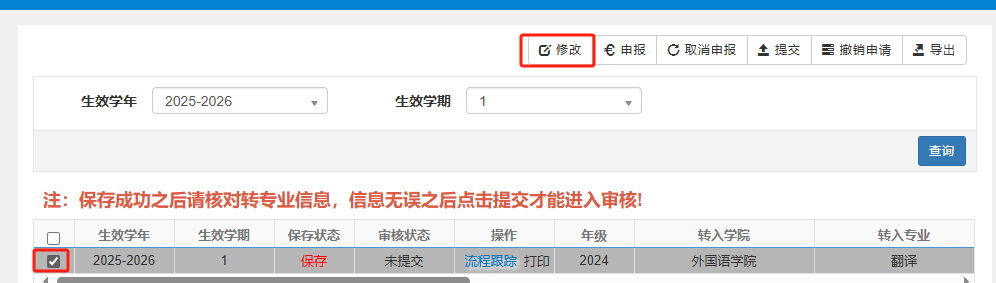 修改 申报 取消申报 提交 撤销申请 导出
生效学年 2025-2026 生效学期 1
查询
注：保存成功之后请核对转专业信息，信息无误之后点击提交才能进入审核!
生效学年 生效学期 保存状态 审核状态 操作 年级 转入学院 转入专业
2025-2026 1 保存 未提交 流程跟踪 打印 2024 外国语学院 翻译